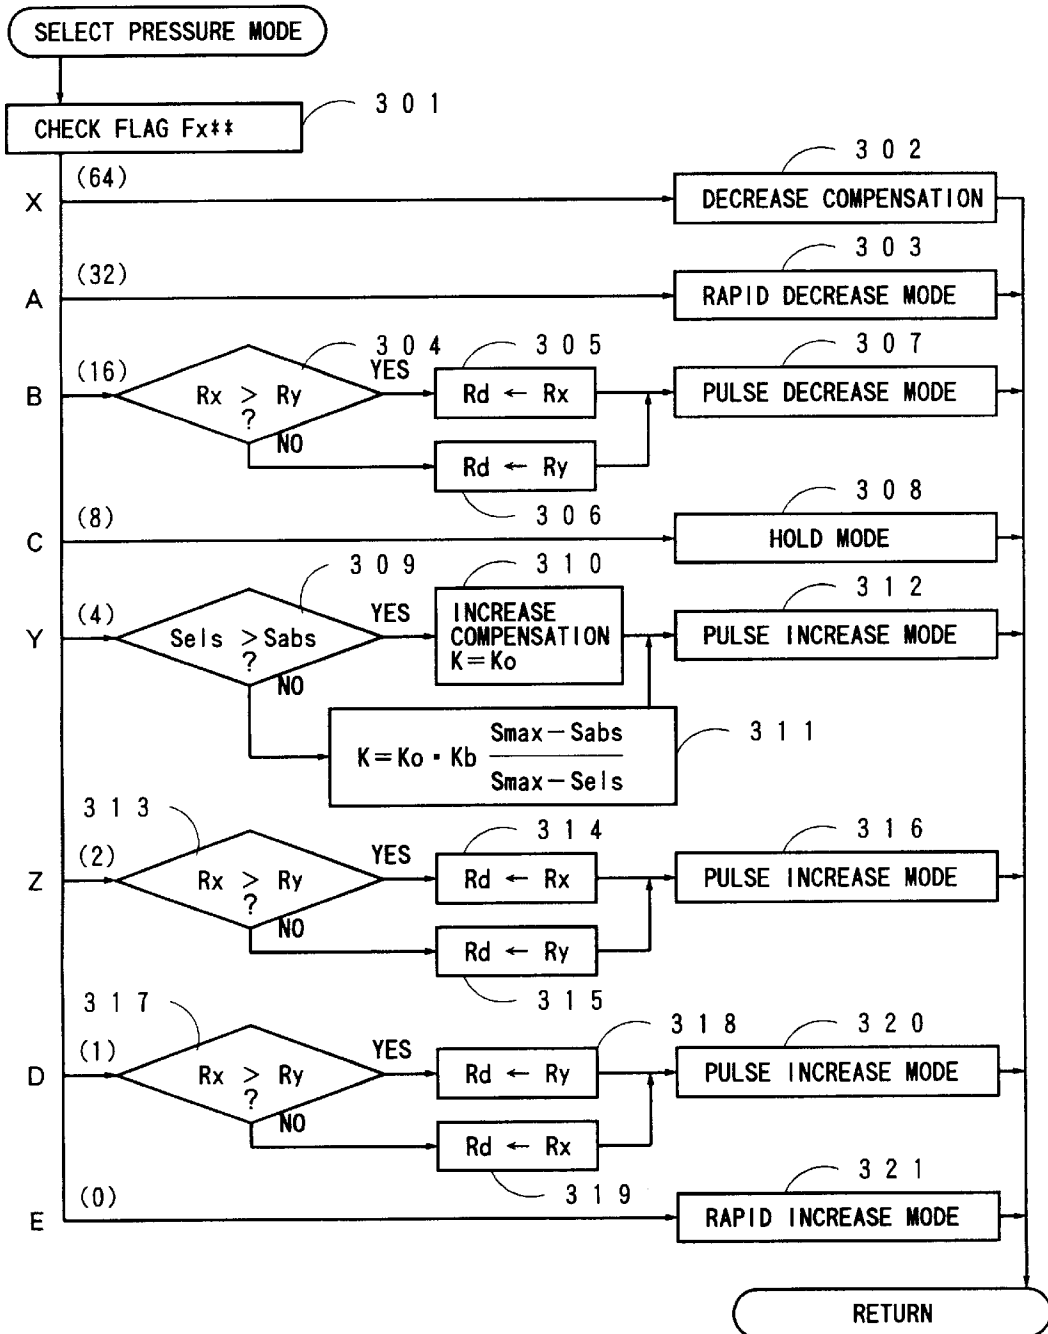 SELECT PRESSURE MODE
301
CHECK FLAG Fx**
302
X (64) DECREASE COMPENSATION
303
A (32) RAPID DECREASE MODE
304 305 307
B (16) Rx > Ry ? YES Rd ← Rx PULSE DECREASE MODE
NO Rd ← Ry
306
308
C (8) HOLD MODE
309 310 312
Y (4) Sels > Sabs ? YES INCREASE COMPENSATION K=Ko PULSE INCREASE MODE
NO
K=Ko・Kb Smax−Sabs
Smax−Sels
311
313 314 316
Z (2) Rx > Ry ? YES Rd ← Rx PULSE INCREASE MODE
NO Rd ← Ry
315
317 318 320
D (1) Rx > Ry ? YES Rd ← Ry PULSE INCREASE MODE
NO Rd ← Rx
319
321
E (0) RAPID INCREASE MODE
RETURN